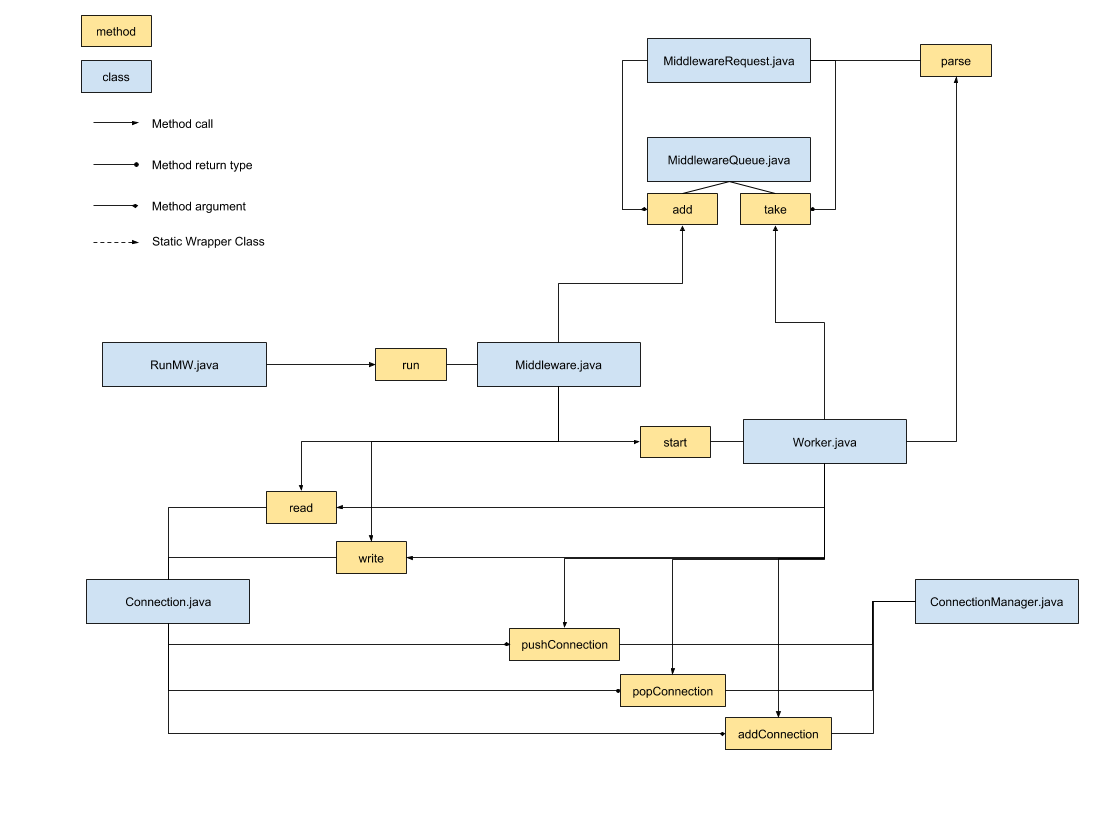 method
class
Method call
Method return type
Method argument
Static Wrapper Class
MiddlewareRequest.java
parse
MiddlewareQueue.java
add
take
RunMW.java
run
Middleware.java
start
Worker.java
read
write
Connection.java
ConnectionManager.java
pushConnection
popConnection
addConnection